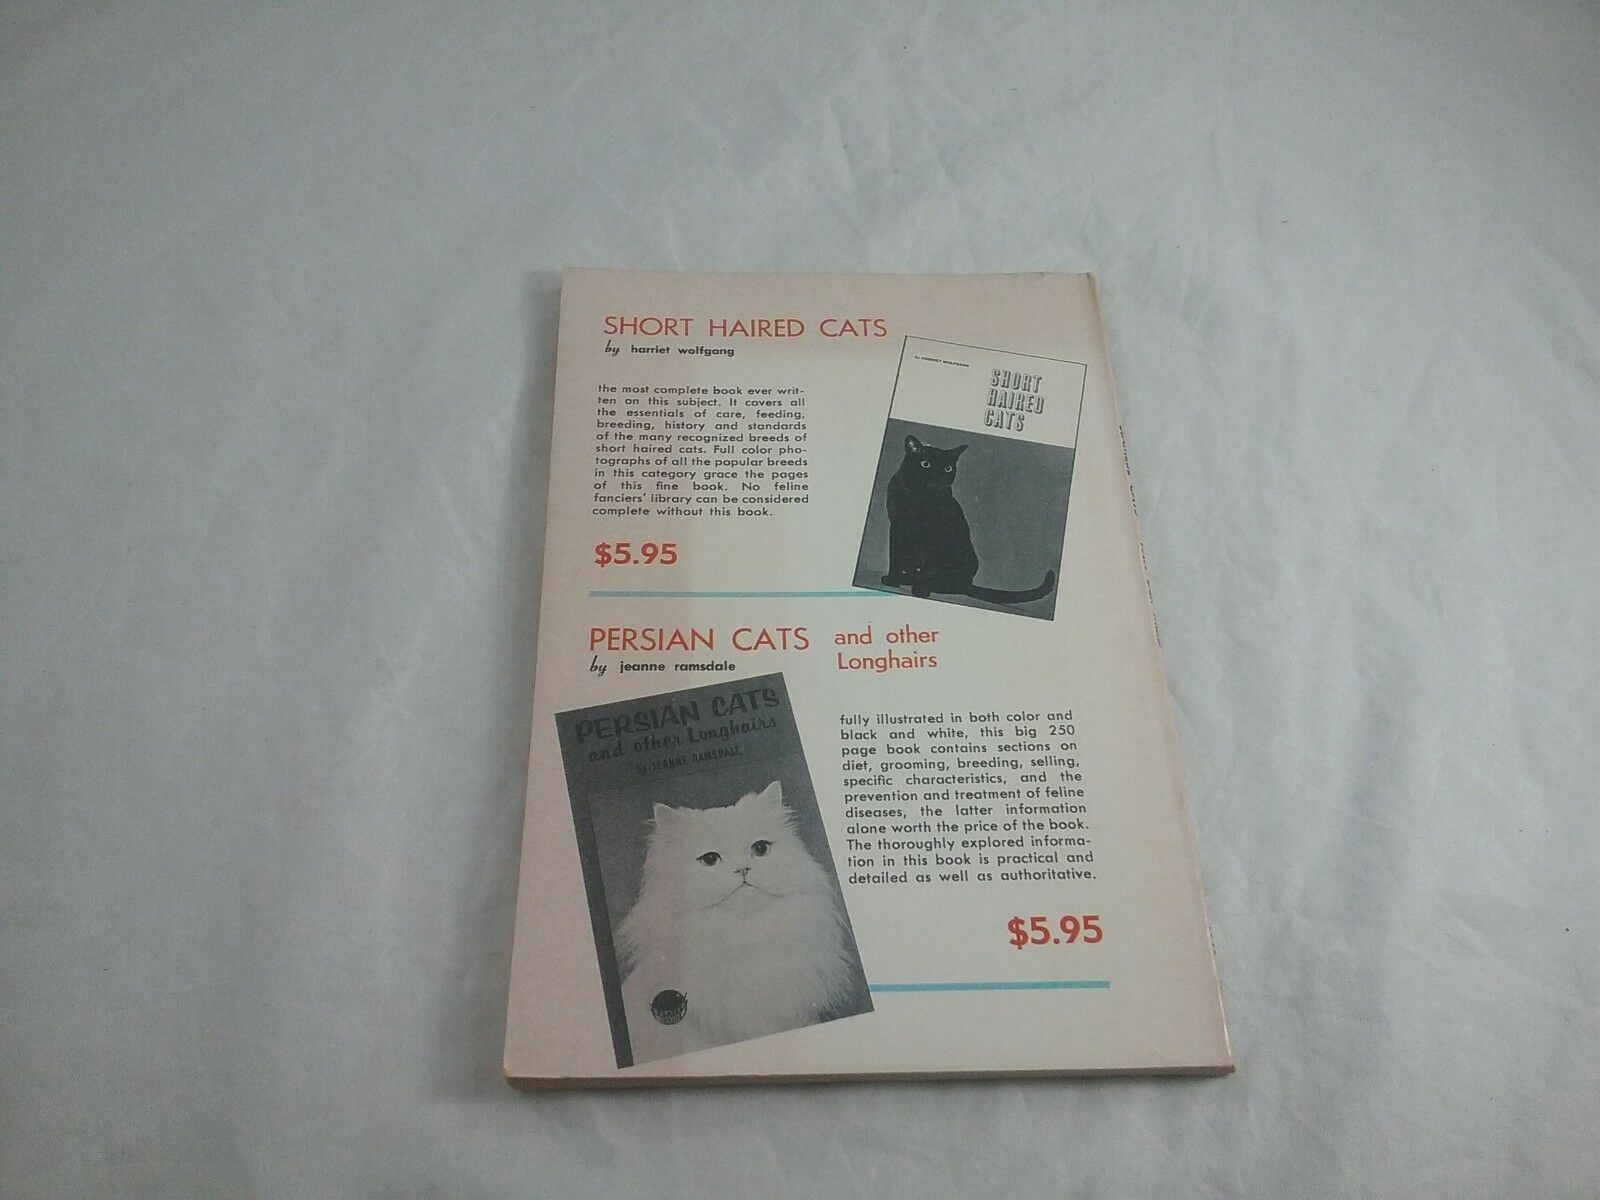 SHORT HAIRED CATS
by harriet wolfgang
the most complete book ever writ-
ten on this subject. It covers all
the essentials of care, feeding,
breeding, history and standards
of the many recognized breeds of
short haired cats. Full color pho-
tographs of all the popular breeds
in this category grace the pages
of this fine book. No feline
fanciers' library can be considered
complete without this book.
$5.95
by HARRIET WOLFGANG
SHORT
HAIRED
CATS
PERSIAN CATS and other
Longhairs
by jeanne ramsdale
PERSIAN CATS
and other Longhairs
by JEANNE RAMSDALE
fully illustrated in both color and
black and white, this big 250
page book contains sections on
diet, grooming, breeding, selling,
specific characteristics, and the
prevention and treatment of feline
diseases, the latter information
alone worth the price of the book.
The thoroughly explored informa-
tion in this book is practical and
detailed as well as authoritative.
$5.95